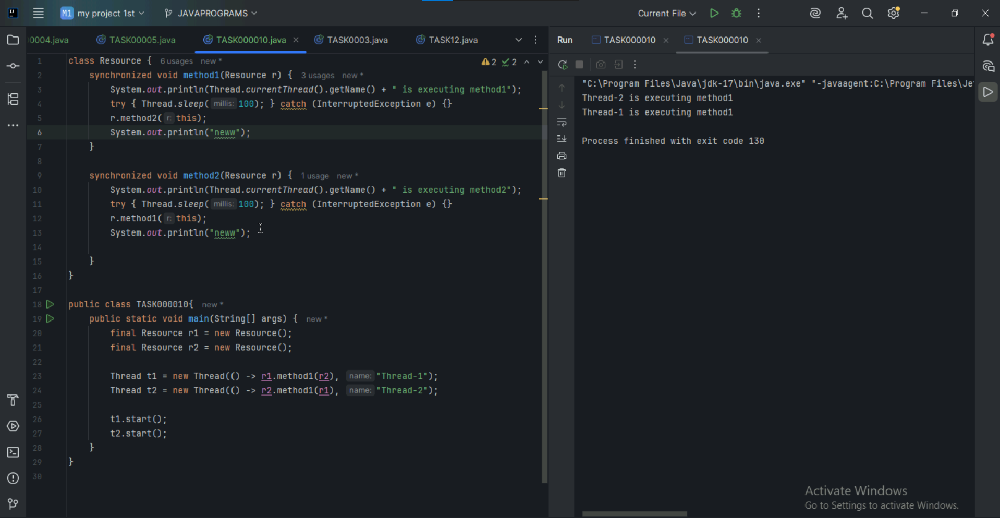 M1 my project 1st JAVAPROGRAMS Current File
0004.java TASK00005.java TASK000010.java TASK0003.java TASK12.java
1 class Resource { 6 usages new *
2 synchronized void method1(Resource r) { 3 usages new *
3 System.out.println(Thread.currentThread().getName() + " is executing method1");
4 try { Thread.sleep( millis: 100); } catch (InterruptedException e) {}
5 r.method2( r: this);
6 System.out.println("neww");
7 }
8
9 synchronized void method2(Resource r) { 1 usage new *
10 System.out.println(Thread.currentThread().getName() + " is executing method2");
11 try { Thread.sleep( millis: 100); } catch (InterruptedException e) {}
12 r.method1( r: this);
13 System.out.println("neww");
14
15 }
16 }
17
18 public class TASK000010{ new *
19 public static void main(String[] args) { new *
20 final Resource r1 = new Resource();
21 final Resource r2 = new Resource();
22
23 Thread t1 = new Thread(() -> r1.method1(r2), name: "Thread-1");
24 Thread t2 = new Thread(() -> r2.method1(r1), name: "Thread-2");
25
26 t1.start();
27 t2.start();
28 }
29 }
30
2 2
Run TASK000010 TASK000010
"C:\Program Files\Java\jdk-17\bin\java.exe" "-javaagent:C:\Program Files\Je
Thread-2 is executing method1
Thread-1 is executing method1
Process finished with exit code 130
Activate Windows
Go to Settings to activate Windows.